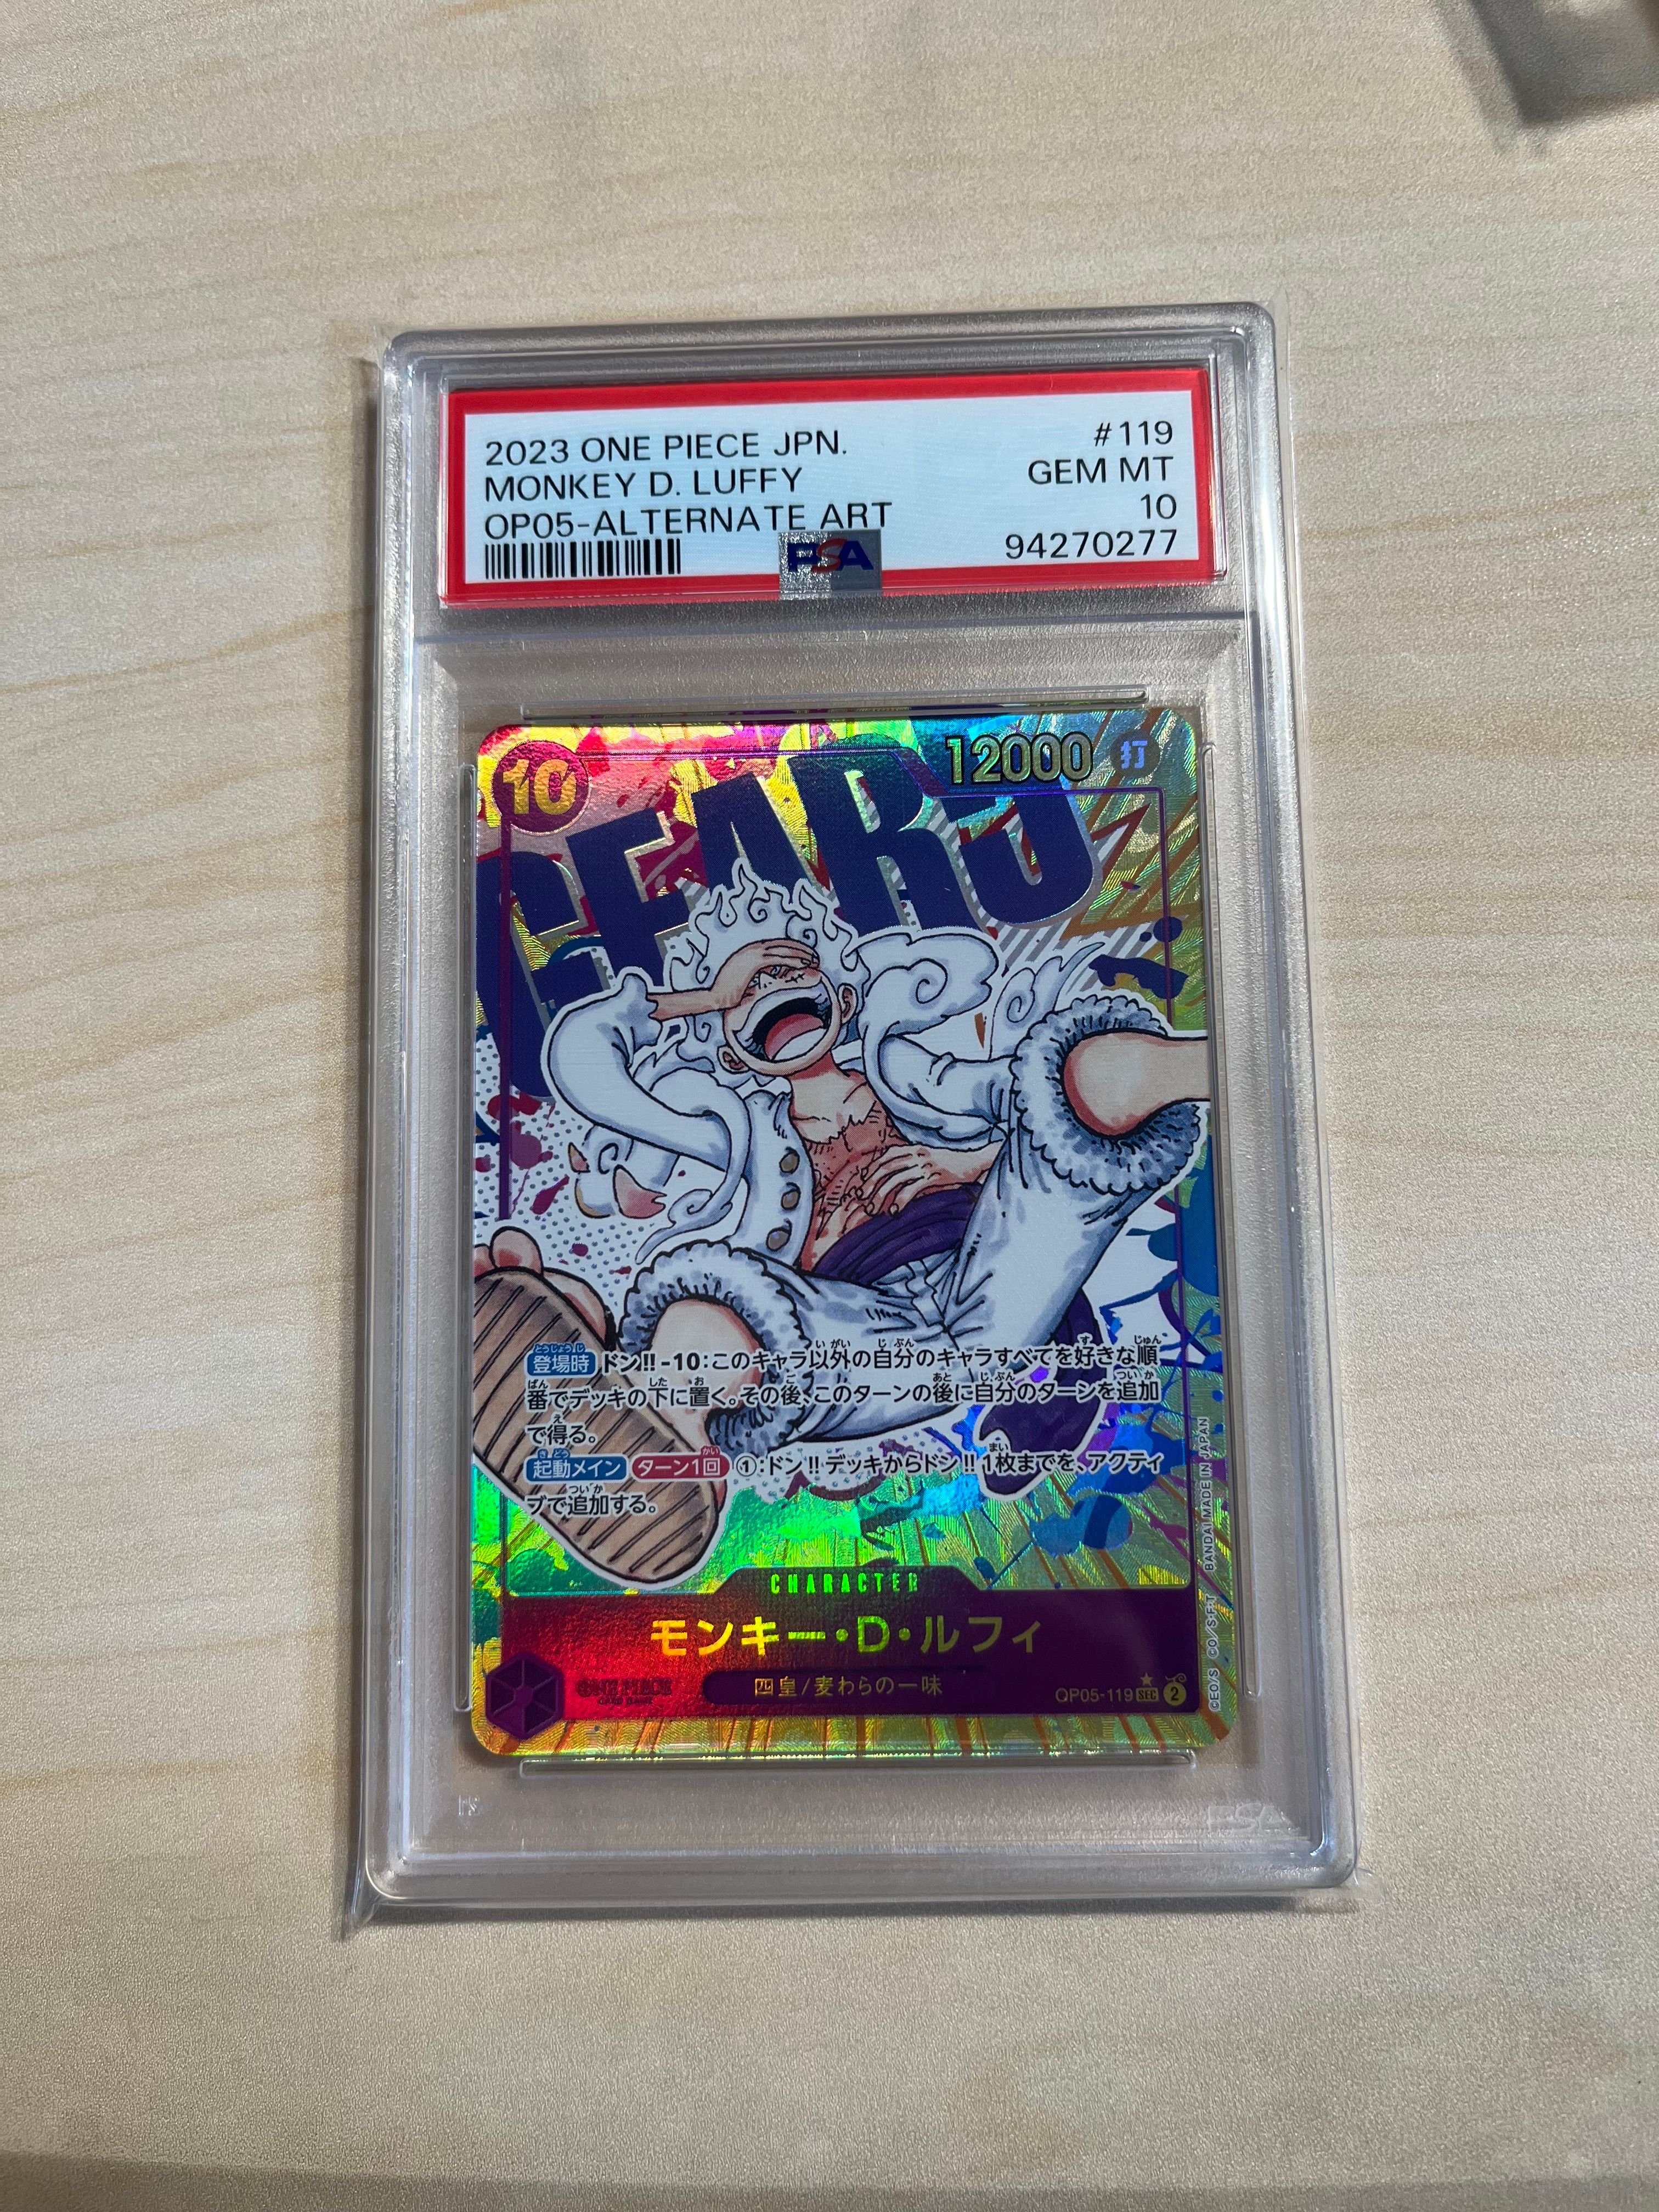 2023 ONE PIECE JPN.
#119
MONKEY D. LUFFY
GEM MT
OP05-ALTERNATE ART
10
PSA
94270277
10
12000
打
GEAR5
登場時 ドン!!-10:このキャラ以外の自分のキャラすべてを好きな順
番でデッキの下に置く。その後、このターンの後に自分のターンを追加
で得る。
起動メイン ターン1回 ①:ドン!!デッキからドン!!1枚までを、アクティ
ブで追加する。
CHARACTER
モンキー・D・ルフィ
四皇/麦わらの一味
ONE PIECE
CARD GAME
OP05-119 SEC 2
©EO/S ©O/S･F･T BANDAI MADE IN JAPAN